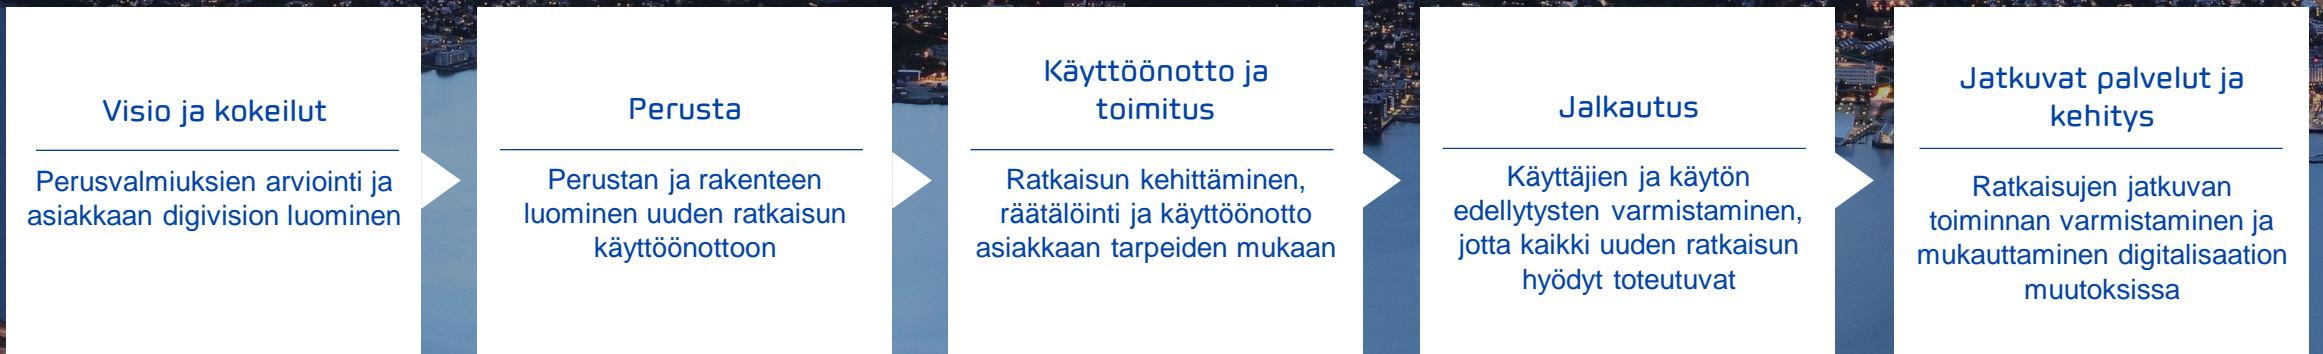 Visio ja kokeilut
Perusvalmiuksien arviointi ja
asiakkaan digivision luominen
Perusta
Perustan ja rakenteen
luominen uuden ratkaisun
käyttöönottoon
Käyttöönotto ja
toimitus
Ratkaisun kehittäminen,
räätälöinti ja käyttöönotto
asiakkaan tarpeiden mukaan
Jalkautus
Käyttäjien ja käytön
edellytysten varmistaminen,
jotta kaikki uuden ratkaisun
hyödyt toteutuvat
Jatkuvat palvelut ja
kehitys
Ratkaisujen jatkuvan
toiminnan varmistaminen ja
mukauttaminen digitalisaation
muutoksissa